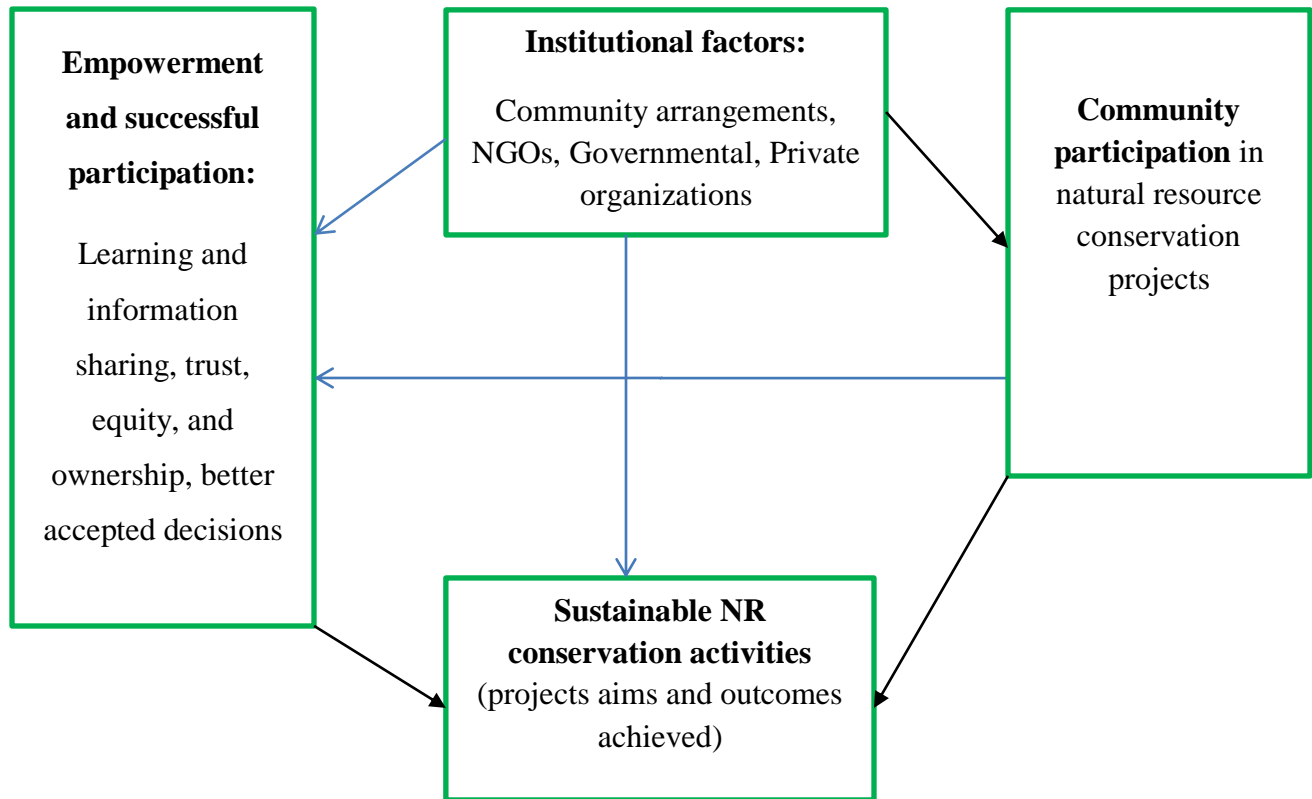 Empowerment
and successful
participation:
Learning and
information
sharing, trust,
equity, and
ownership, better
accepted decisions
Institutional factors:
Community arrangements,
NGOs, Governmental, Private
organizations
Community
participation in
natural resource
conservation
projects
Sustainable NR
conservation activities
(projects aims and outcomes
achieved)